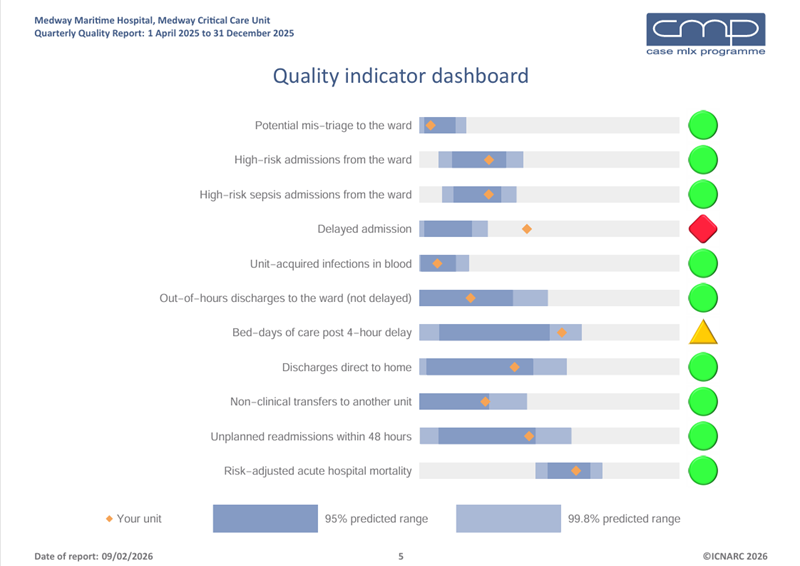 Medway Maritime Hospital, Medway Critical Care Unit
Quarterly Quality Report: 1 April 2025 to 31 December 2025
cmp
case mix programme
Quality indicator dashboard
Potential mis-triage to the ward
High-risk admissions from the ward
High-risk sepsis admissions from the ward
Delayed admission
Unit-acquired infections in blood
Out-of-hours discharges to the ward (not delayed)
Bed-days of care post 4-hour delay
Discharges direct to home
Non-clinical transfers to another unit
Unplanned readmissions within 48 hours
Risk-adjusted acute hospital mortality
Your unit 95% predicted range 99.8% predicted range
Date of report: 09/02/2026 5 ©ICNARC 2026